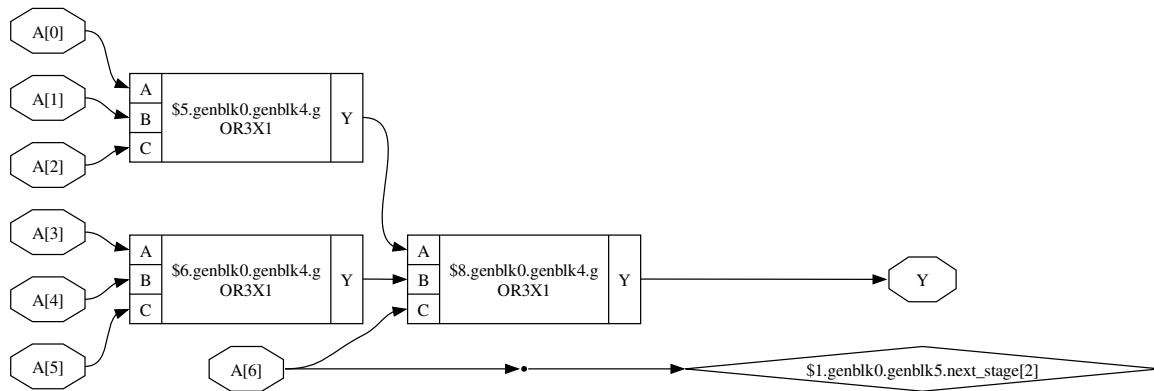 A[0]
A[1]
A[2]
A
B
C
$5.genblk0.genblk4.g
OR3X1
Y
A[3]
A[4]
A[5]
A
B
C
$6.genblk0.genblk4.g
OR3X1
Y
A[6]
A
B
C
$8.genblk0.genblk4.g
OR3X1
Y
Y
$1.genblk0.genblk5.next_stage[2]